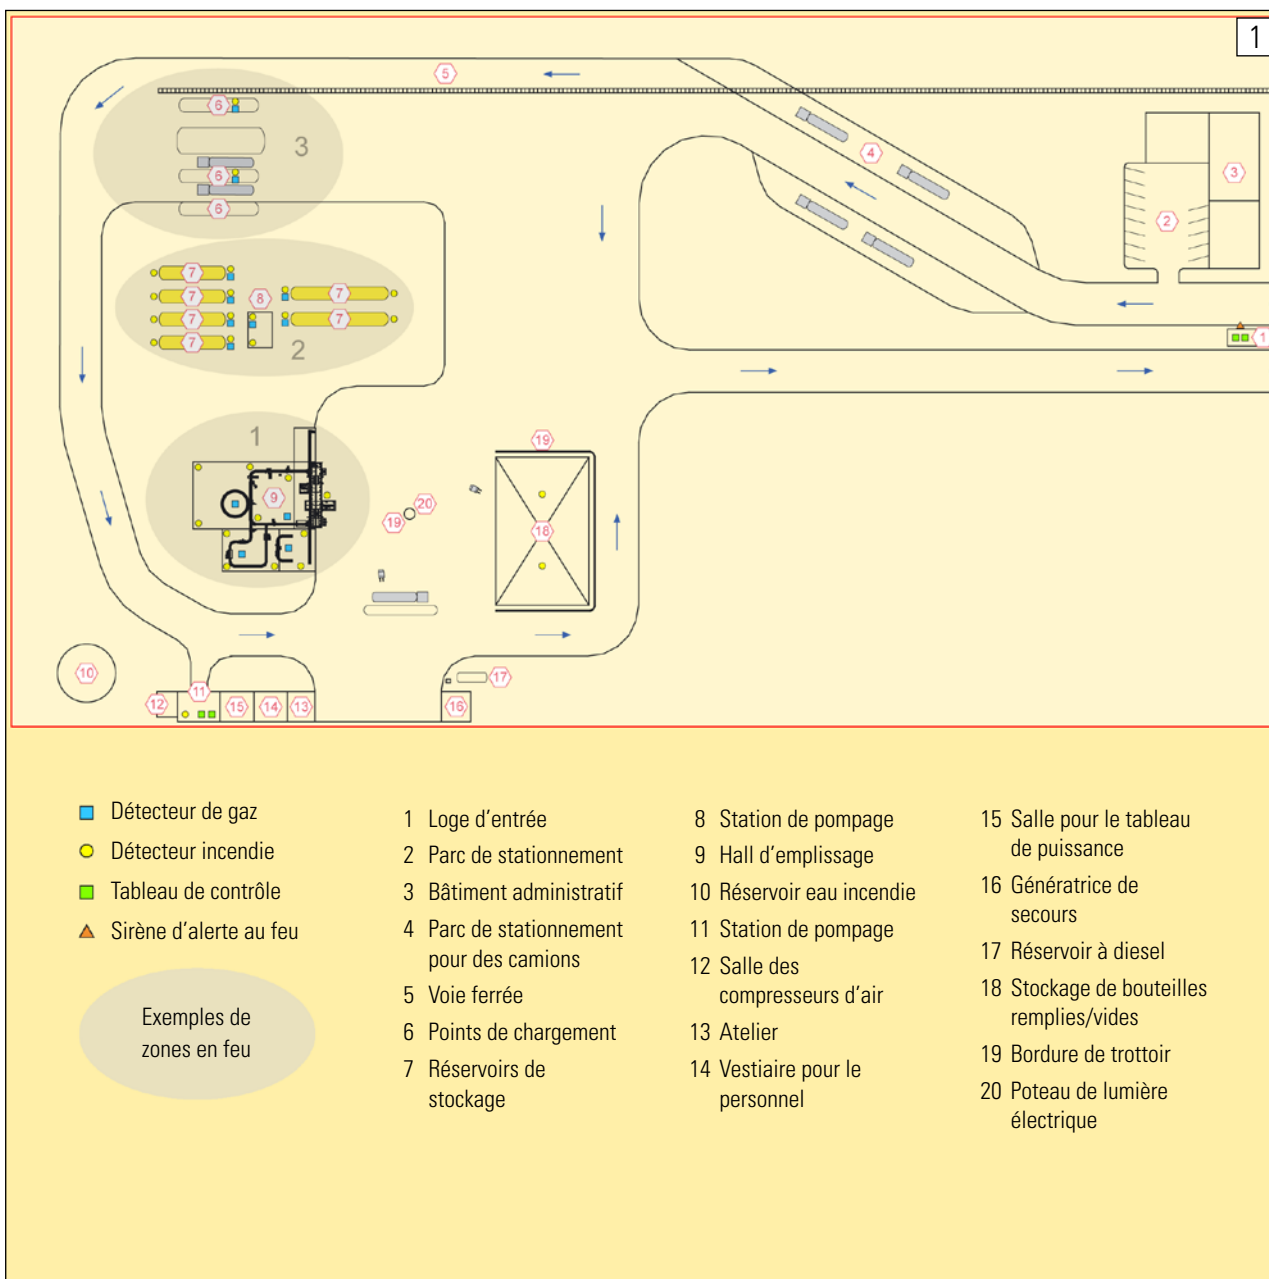 1
5
6
3
6
6
4
3
2
7
8
7
7
7
7
7
2
1
1
9
19
20
19
18
10
17
11
12
15
14
13
16
Détecteur de gaz
Détecteur incendie
Tableau de contrôle
Sirène d'alerte au feu
Exemples de
zones en feu
1 Loge d'entrée
2 Parc de stationnement
3 Bâtiment administratif
4 Parc de stationnement
pour des camions
5 Voie ferrée
6 Points de chargement
7 Réservoirs de
stockage
8 Station de pompage
9 Hall d'emplissage
10 Réservoir eau incendie
11 Station de pompage
12 Salle des
compresseurs d'air
13 Atelier
14 Vestiaire pour le
personnel
15 Salle pour le tableau
de puissance
16 Génératrice de
secours
17 Réservoir à diesel
18 Stockage de bouteilles
remplies/vides
19 Bordure de trottoir
20 Poteau de lumière
électrique